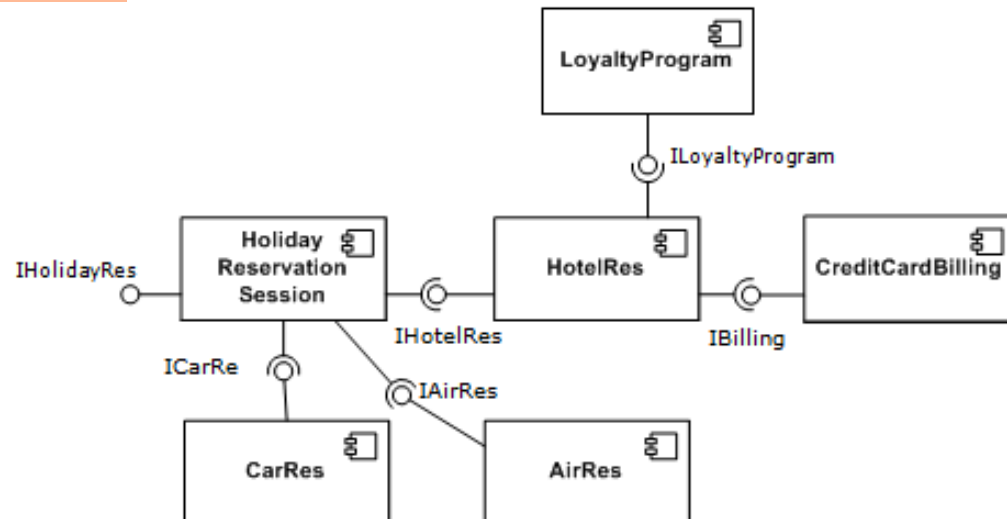 LoyaltyProgram
ILoyaltyProgram
IHolidayRes
Holiday
Reservation
Session
HotelRes
CreditCardBilling
IHotelRes
IBilling
ICarRe
IAirRes
CarRes
AirRes